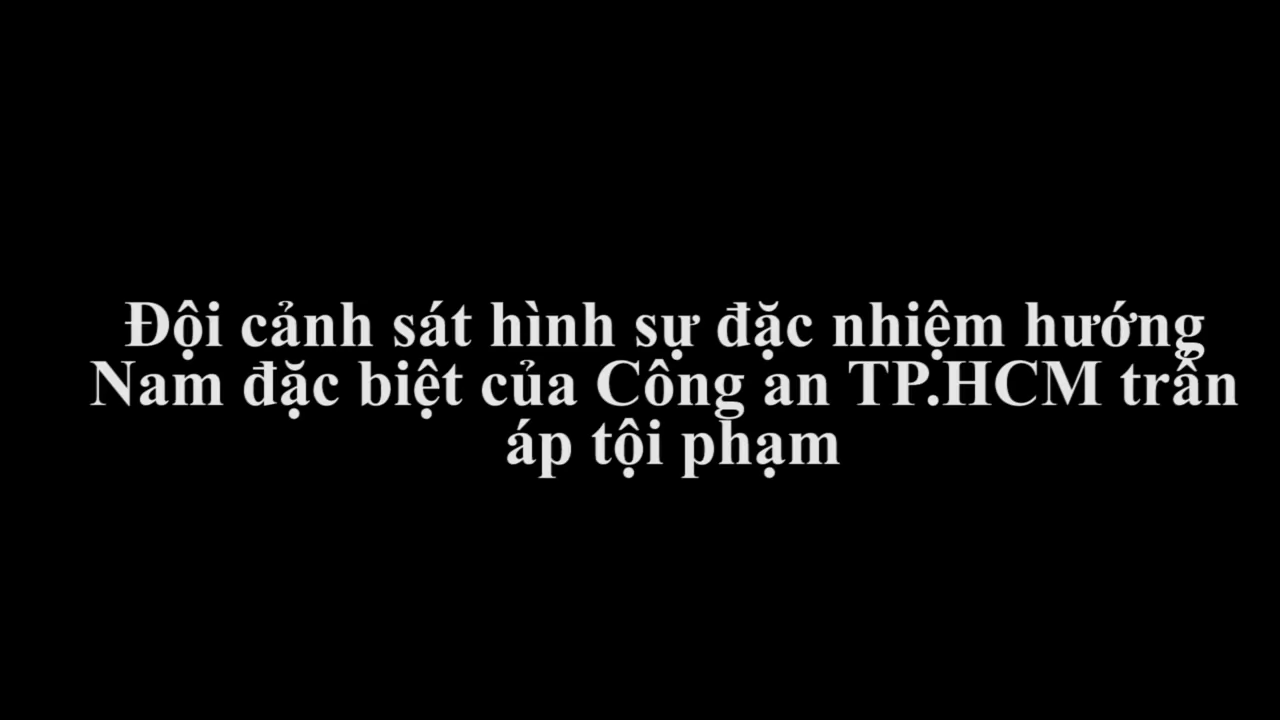 Đội cảnh sát hình sự đặc nhiệm hướng
Nam đặc biệt của Công an TP.HCM trấn
áp tội phạm